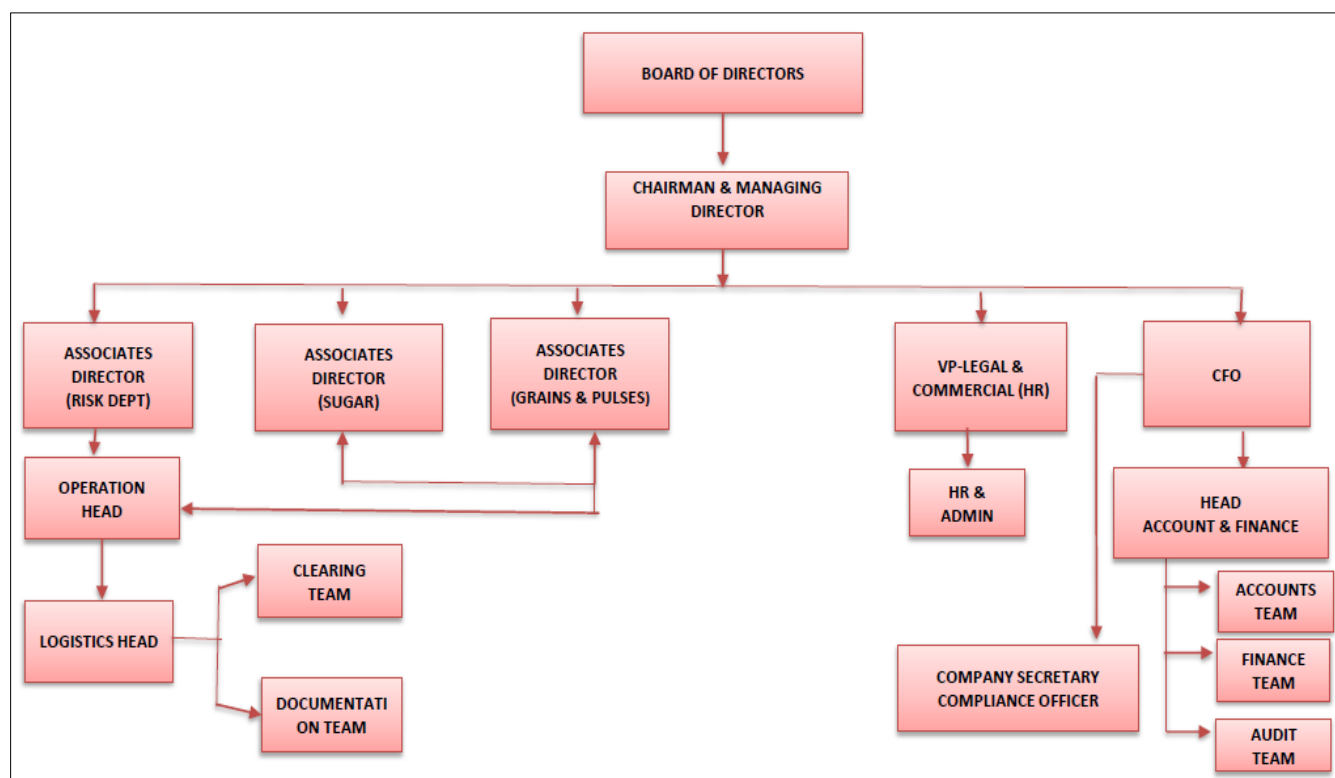 BOARD OF DIRECTORS
CHAIRMAN & MANAGING
DIRECTOR
ASSOCIATES
DIRECTOR
(RISK DEPT)
ASSOCIATES
DIRECTOR
(SUGAR)
ASSOCIATES
DIRECTOR
(GRAINS & PULSES)
VP-LEGAL &
COMMERCIAL (HR)
CFO
OPERATION
HEAD
HR &
ADMIN
HEAD
ACCOUNT & FINANCE
LOGISTICS HEAD
CLEARING
TEAM
DOCUMENTATI
ON TEAM
COMPANY SECRETARY
COMPLIANCE OFFICER
ACCOUNTS
TEAM
FINANCE
TEAM
AUDIT
TEAM